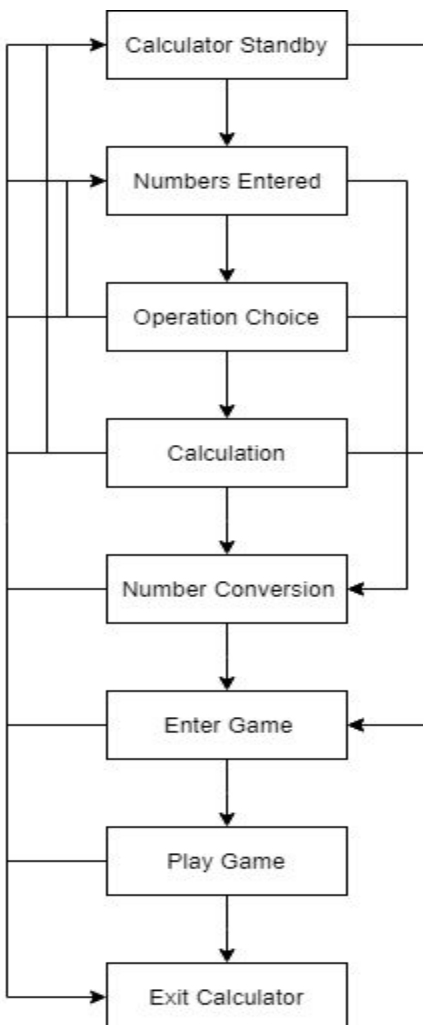 Calculator Standby
Numbers Entered
Operation Choice
Calculation
Number Conversion
Enter Game
Play Game
Exit Calculator